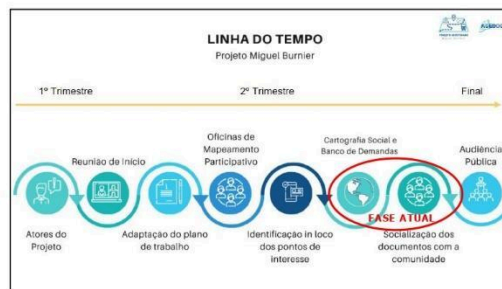 LINHA DO TEMPO
Projeto Miguel Burnier
1º Trimestre
2º Trimestre
Final
Oficinas de
Mapeamento
Participativo
Cartografia Social e
Banco de Demandas
Audiência
Pública
Reunião de Início
FASE ATUAL
Atores do
Projeto
Adaptação do plano
de trabalho
Identificação in loco
dos pontos de
interesse
Socialização dos
documentos com a
comunidade